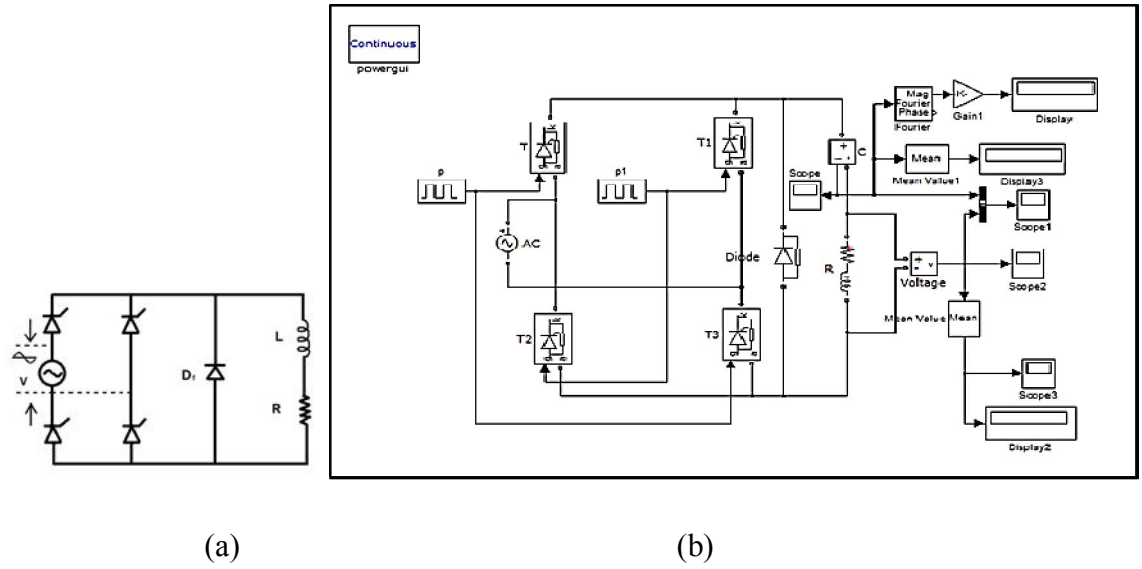 L
V
D₁
R
(a)
Continuous
powergui
T
T1
p
p1
AC
T2
T3
Diode
C
R
Scope
Mag
Fourier
Phase
Fourier
-K-
Gain1
Display
Mean
Mean Value1
Display3
Scope1
Voltage
v
Scope2
Mean Value
Mean
Scope3
Display2
(b)